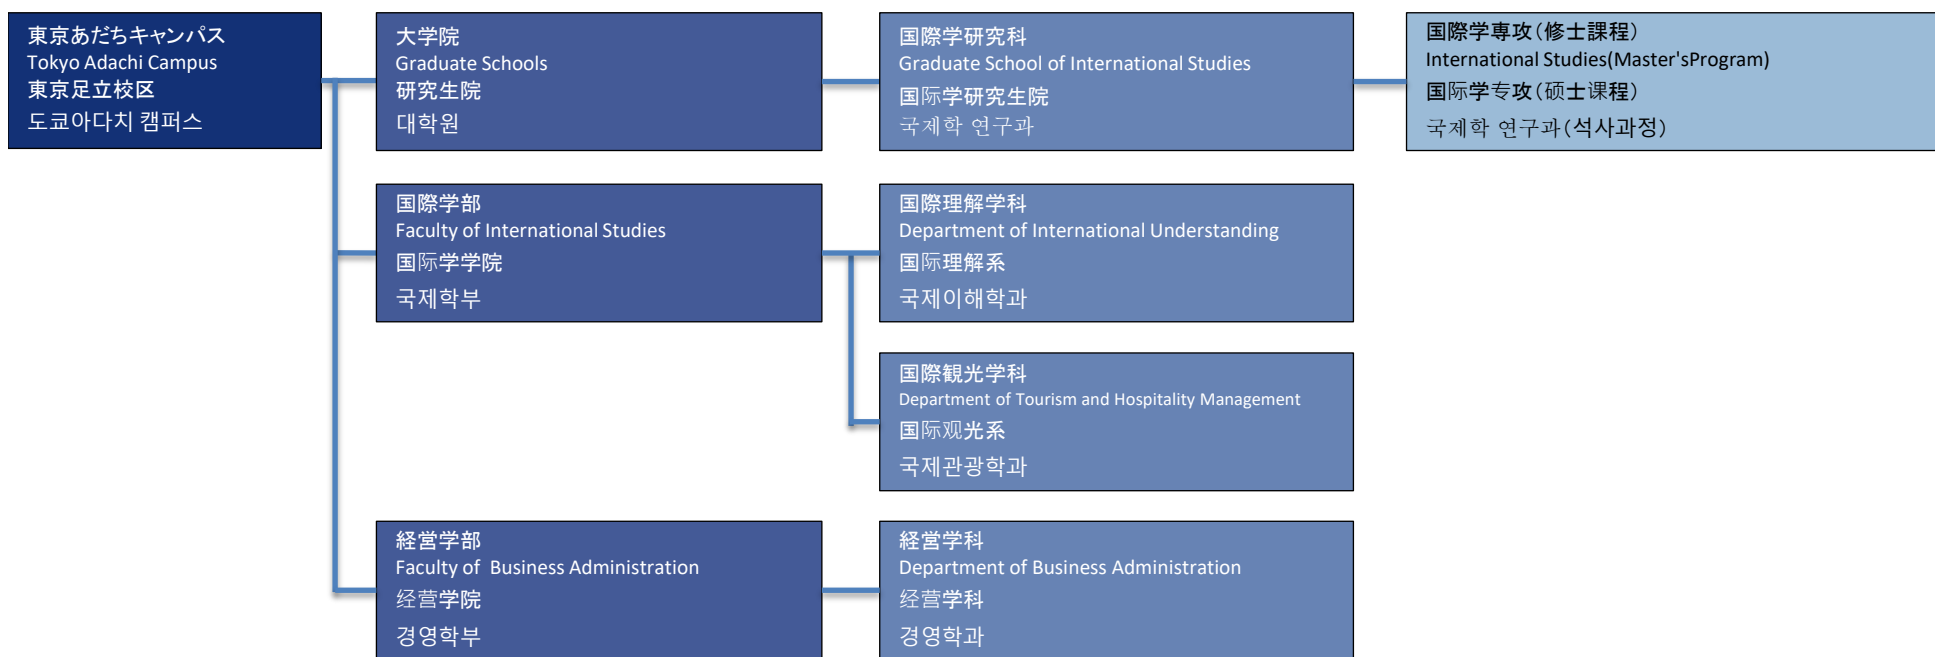 東京あだちキャンパス
Tokyo Adachi Campus
東京足立校区
도쿄아다치 캠퍼스
大学院
Graduate Schools
研究生院
대학원
国際学研究科
Graduate School of International Studies
国际学研究生院
국제학 연구과
国際学専攻(修士課程)
International Studies(Master'sProgram)
国际学专攻(硕士课程)
국제학 연구과(석사과정)
国際学部
Faculty of International Studies
国际学学院
국제학부
国際理解学科
Department of International Understanding
国际理解系
국제이해학과
国際観光学科
Department of Tourism and Hospitality Management
国际观光系
국제관광학과
経営学部
Faculty of Business Administration
经营学院
경영학부
経営学科
Department of Business Administration
经营学科
경영학과